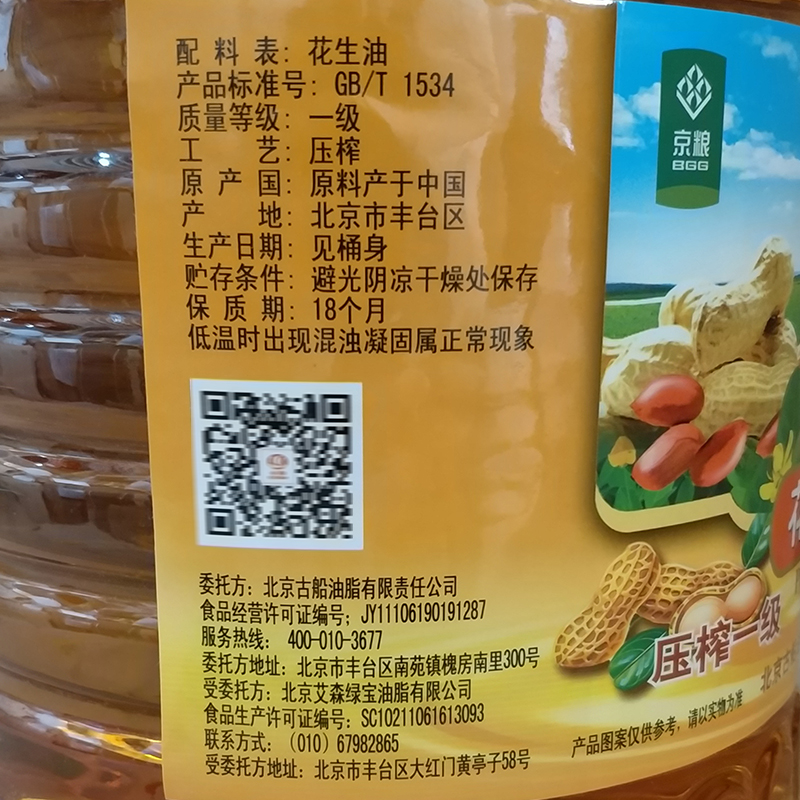 配料表：花生油
产品标准号：GB/T 1534
质量等级：一级
工艺：压榨
原产国：原料产于中国
产地：北京市丰台区
生产日期：见桶身
贮存条件：避光阴凉干燥处保存
保质期：18个月
低温时出现混浊凝固属正常现象
委托方：北京古船油脂有限责任公司
食品经营许可证编号：JY11106190191287
服务热线：400-010-3677
委托方地址：北京市丰台区南苑镇槐房南里300号
受委托方：北京艾森绿宝油脂有限公司
食品生产许可证编号：SC10211061613093
联系方式：（010）67982865
受委托方地址：北京市丰台区大红门黄亭子58号
京粮
BGG
压榨一级
北京古
产品图案仅供参考，请以实物为准